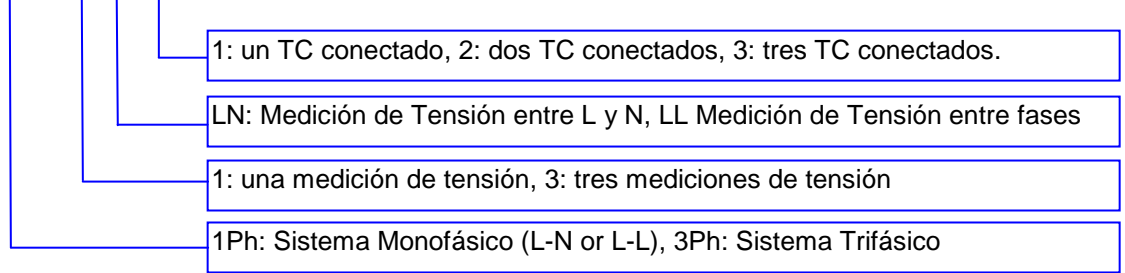 1: un TC conectado, 2: dos TC conectados, 3: tres TC conectados.
LN: Medición de Tensión entre L y N, LL Medición de Tensión entre fases
1: una medición de tensión, 3: tres mediciones de tensión
1Ph: Sistema Monofásico (L-N or L-L), 3Ph: Sistema Trifásico